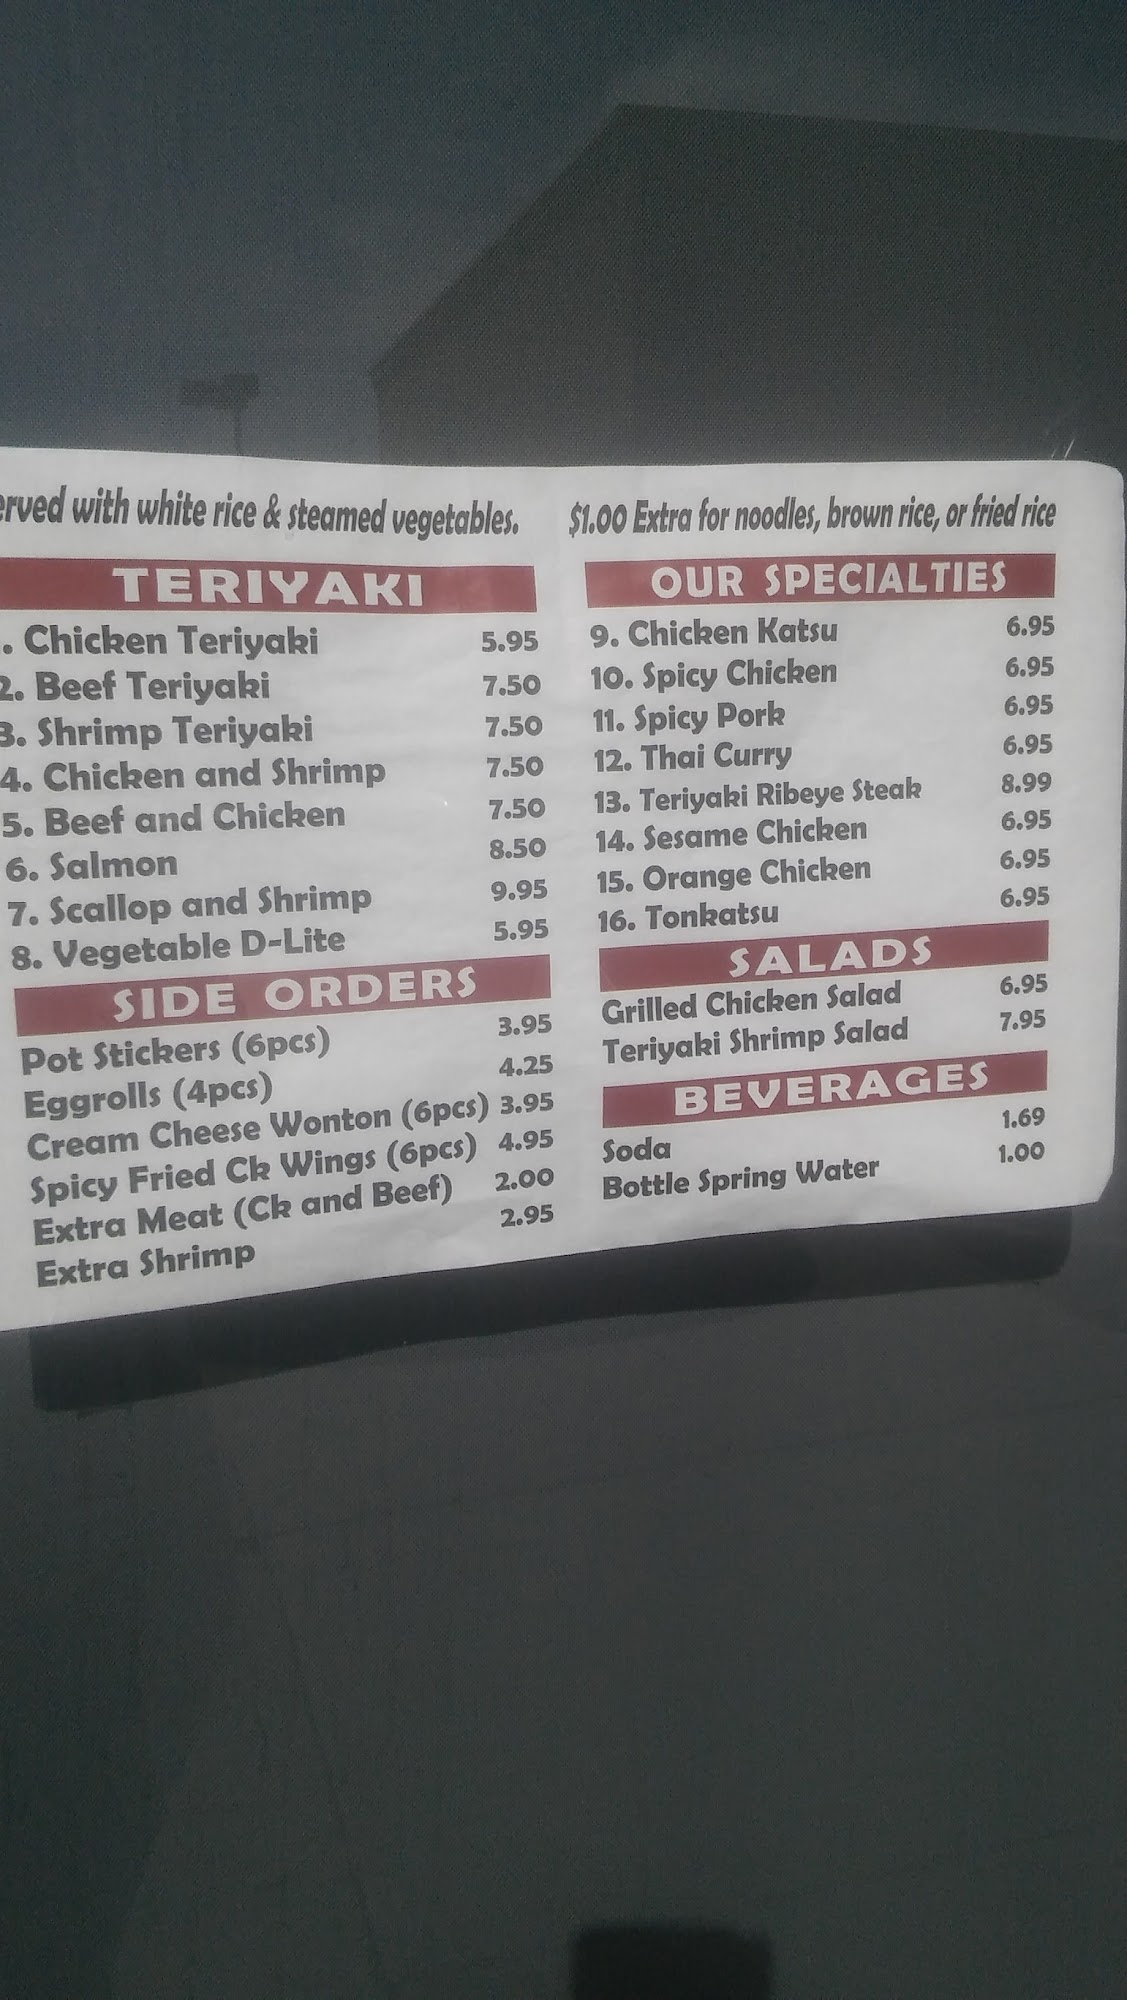 with white rice & steamed vegetables.
$1.00 Extra for noodles, brown rice, or fried rice
TERIYAKI
. Chicken Teriyaki 5.95
2. Beef Teriyaki 7.50
3. Shrimp Teriyaki 7.50
4. Chicken and Shrimp 7.50
5. Beef and Chicken 7.50
6. Salmon 8.50
7. Scallop and Shrimp 9.95
8. Vegetable D-Lite 5.95
SIDE ORDERS
Pot Stickers (6pcs) 3.95
Eggrolls (4pcs) 4.25
Cream Cheese Wonton (6pcs) 3.95
Spicy Fried Ck Wings (6pcs) 4.95
Extra Meat (Ck and Beef) 2.00
Extra Shrimp 2.95
OUR SPECIALTIES
9. Chicken Katsu 6.95
10. Spicy Chicken 6.95
11. Spicy Pork 6.95
12. Thai Curry 6.95
13. Teriyaki Ribeye Steak 8.99
14. Sesame Chicken 6.95
15. Orange Chicken 6.95
16. Tonkatsu 6.95
SALADS
Grilled Chicken Salad 6.95
Teriyaki Shrimp Salad 7.95
BEVERAGES
Soda 1.69
Bottle Spring Water 1.00